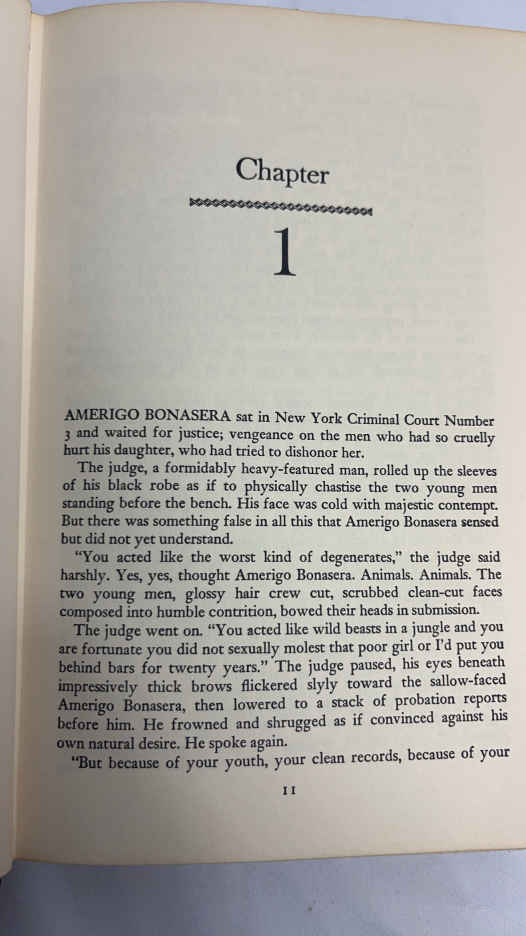 Chapter
1
AMERIGO BONASERA sat in New York Criminal Court Number
3 and waited for justice; vengeance on the men who had so cruelly
hurt his daughter, who had tried to dishonor her.
The judge, a formidably heavy-featured man, rolled up the sleeves
of his black robe as if to physically chastise the two young men
standing before the bench. His face was cold with majestic contempt.
But there was something false in all this that Amerigo Bonasera sensed
but did not yet understand.
“You acted like the worst kind of degenerates,” the judge said
harshly. Yes, yes, thought Amerigo Bonasera. Animals. Animals. The
two young men, glossy hair crew cut, scrubbed clean-cut faces
composed into humble contrition, bowed their heads in submission.
The judge went on. “You acted like wild beasts in a jungle and you
are fortunate you did not sexually molest that poor girl or I’d put you
behind bars for twenty years.” The judge paused, his eyes beneath
impressively thick brows flickered slyly toward the sallow-faced
Amerigo Bonasera, then lowered to a stack of probation reports
before him. He frowned and shrugged as if convinced against his
own natural desire. He spoke again.
“But because of your youth, your clean records, because of your
11